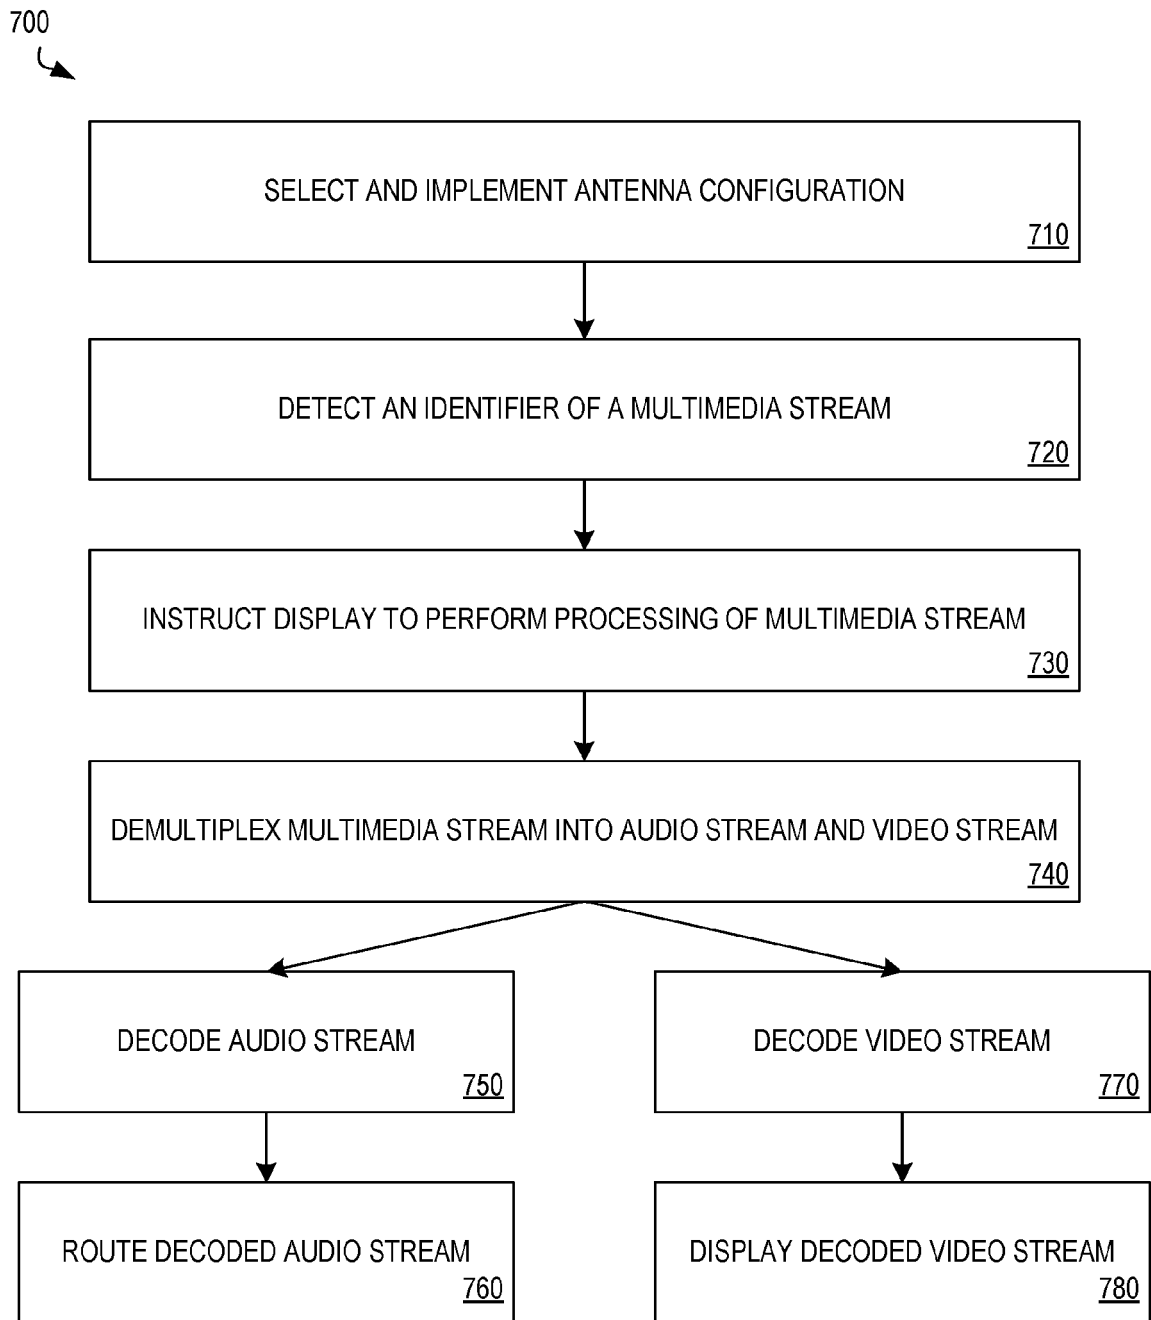 700
SELECT AND IMPLEMENT ANTENNA CONFIGURATION
710
DETECT AN IDENTIFIER OF A MULTIMEDIA STREAM
720
INSTRUCT DISPLAY TO PERFORM PROCESSING OF MULTIMEDIA STREAM
730
DEMULTIPLEX MULTIMEDIA STREAM INTO AUDIO STREAM AND VIDEO STREAM
740
DECODE AUDIO STREAM
750
DECODE VIDEO STREAM
770
ROUTE DECODED AUDIO STREAM
760
DISPLAY DECODED VIDEO STREAM
780